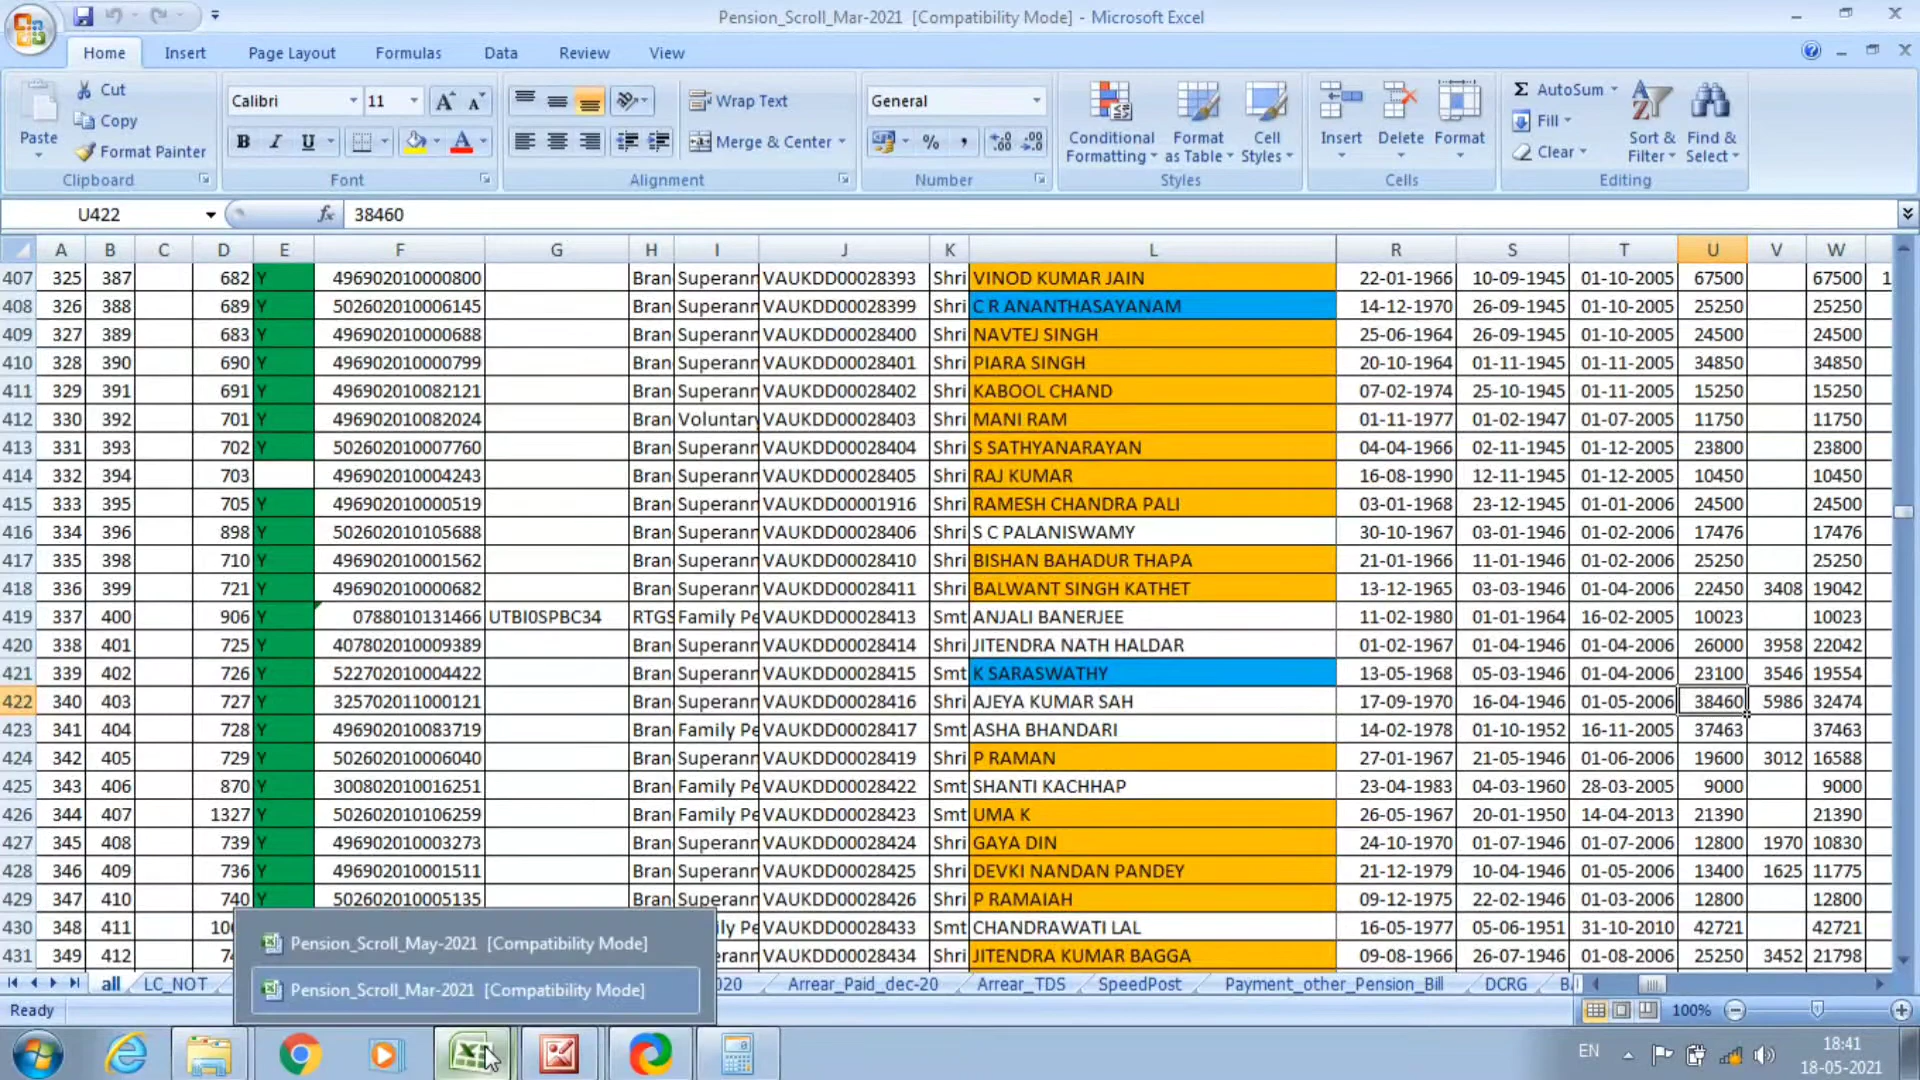 Pension_Scroll_Mar-2021 [Compatibility Mode] - Microsoft Excel
Home Insert Page Layout Formulas Data Review View
Paste Cut Copy Format Painter
Calibri 11
B I U A
Wrap Text
Merge & Center
General
% ,
Conditional Formatting Format as Table Cell Styles
Insert Delete Format
Σ AutoSum Fill Clear
Sort & Filter Find & Select
Clipboard Font Alignment Number Styles Cells Editing
U422 fx 38460
A B C D E F G H I J K L R S T U V W
407 325 387 682 Y 496902010000800 Bran Superann VAUKDD00028393 Shri VINOD KUMAR JAIN 22-01-1966 10-09-1945 01-10-2005 67500 67500 1
408 326 388 689 Y 502602010006145 Bran Superann VAUKDD00028399 Shri C R ANANTHASAYANAM 14-12-1970 26-09-1945 01-10-2005 25250 25250
409 327 389 683 Y 496902010000688 Bran Superann VAUKDD00028400 Shri NAVTEJ SINGH 25-06-1964 26-09-1945 01-10-2005 24500 24500
410 328 390 690 Y 496902010000799 Bran Superann VAUKDD00028401 Shri PIARA SINGH 20-10-1964 01-11-1945 01-11-2005 34850 34850
411 329 391 691 Y 496902010082121 Bran Superann VAUKDD00028402 Shri KABOOL CHAND 07-02-1974 25-10-1945 01-11-2005 15250 15250
412 330 392 701 Y 496902010082024 Bran Voluntary VAUKDD00028403 Shri MANI RAM 01-11-1977 01-02-1947 01-07-2005 11750 11750
413 331 393 702 Y 502602010007760 Bran Superann VAUKDD00028404 Shri S SATHYANARAYAN 04-04-1966 02-11-1945 01-12-2005 23800 23800
414 332 394 703 496902010004243 Bran Superann VAUKDD00028405 Shri RAJ KUMAR 16-08-1990 12-11-1945 01-12-2005 10450 10450
415 333 395 705 Y 496902010000519 Bran Superann VAUKDD00001916 Shri RAMESH CHANDRA PALI 03-01-1968 23-12-1945 01-01-2006 24500 24500
416 334 396 898 Y 502602010105688 Bran Superann VAUKDD00028406 Shri S C PALANISWAMY 30-10-1967 03-01-1946 01-02-2006 17476 17476
417 335 398 710 Y 496902010001562 Bran Superann VAUKDD00028410 Shri BISHAN BAHADUR THAPA 21-01-1966 11-01-1946 01-02-2006 25250 25250
418 336 399 721 Y 496902010000682 Bran Superann VAUKDD00028411 Shri BALWANT SINGH KATHET 13-12-1965 03-03-1946 01-04-2006 22450 3408 19042
419 337 400 906 Y 0788010131466 UTBI0SPBC34 RTGS Family Pe VAUKDD00028413 Smt ANJALI BANERJEE 11-02-1980 01-01-1964 16-02-2005 10023 10023
420 338 401 725 Y 407802010009389 Bran Superann VAUKDD00028414 Shri JITENDRA NATH HALDAR 01-02-1967 01-04-1946 01-04-2006 26000 3958 22042
421 339 402 726 Y 522702010004422 Bran Superann VAUKDD00028415 Smt K SARASWATHY 13-05-1968 05-03-1946 01-04-2006 23100 3546 19554
422 340 403 727 Y 325702011000121 Bran Superann VAUKDD00028416 Shri AJEYA KUMAR SAH 17-09-1970 16-04-1946 01-05-2006 38460 5986 32474
423 341 404 728 Y 496902010083719 Bran Family Pe VAUKDD00028417 Smt ASHA BHANDARI 14-02-1978 01-10-1952 16-11-2005 37463 37463
424 342 405 729 Y 502602010006040 Bran Superann VAUKDD00028419 Shri P RAMAN 27-01-1967 21-05-1946 01-06-2006 19600 3012 16588
425 343 406 870 Y 300802010016251 Bran Family Pe VAUKDD00028422 Smt SHANTI KACHHAP 23-04-1983 04-03-1960 28-03-2005 9000 9000
426 344 407 1327 Y 502602010106259 Bran Family Pe VAUKDD00028423 Smt UMA K 26-05-1967 20-01-1950 14-04-2013 21390 21390
427 345 408 739 Y 496902010003273 Bran Superann VAUKDD00028424 Shri GAYA DIN 24-10-1970 01-07-1946 01-07-2006 12800 1970 10830
428 346 409 736 Y 496902010001511 Bran Superann VAUKDD00028425 Shri DEVKI NANDAN PANDEY 21-12-1979 10-04-1946 01-05-2006 13400 1625 11775
429 347 410 740 Y 502602010005135 Bran Superann VAUKDD00028426 Shri P RAMAIAH 09-12-1975 22-02-1946 01-03-2006 12800 12800
430 348 411 10 ly Pe VAUKDD00028433 Smt CHANDRAWATI LAL 16-05-1977 05-06-1951 31-10-2010 42721 42721
431 349 412 7 erann VAUKDD00028434 Shri JITENDRA KUMAR BAGGA 09-08-1966 26-07-1946 01-08-2006 25250 3452 21798
Pension_Scroll_May-2021 [Compatibility Mode]
Pension_Scroll_Mar-2021 [Compatibility Mode]
all LC_NOT 020 Arrear_Paid_dec-20 Arrear_TDS SpeedPost Payment_other_Pension_Bill DCRG
Ready 100%
EN 18:41
18-05-2021